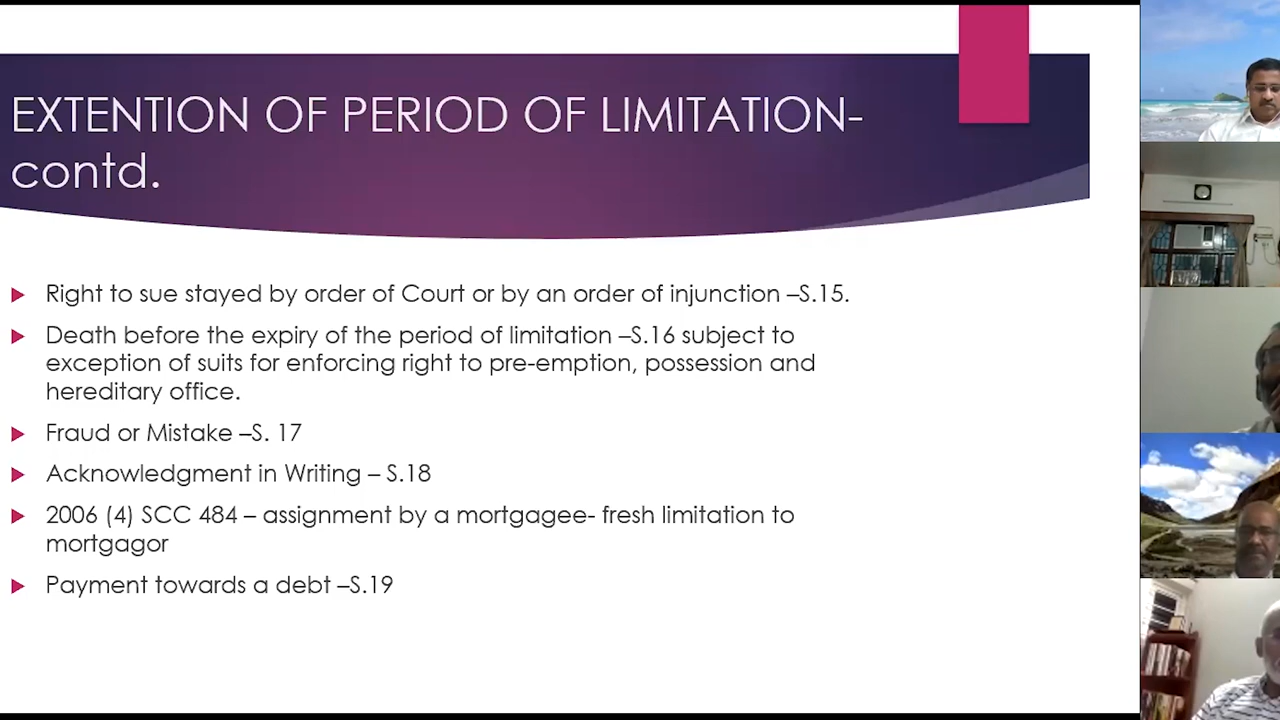 EXTENTION OF PERIOD OF LIMITATION-
contd.
Right to sue stayed by order of Court or by an order of injunction –S.15.
Death before the expiry of the period of limitation –S.16 subject to
exception of suits for enforcing right to pre-emption, possession and
hereditary office.
Fraud or Mistake –S. 17
Acknowledgment in Writing – S.18
2006 (4) SCC 484 – assignment by a mortgagee- fresh limitation to
mortgagor
Payment towards a debt –S.19